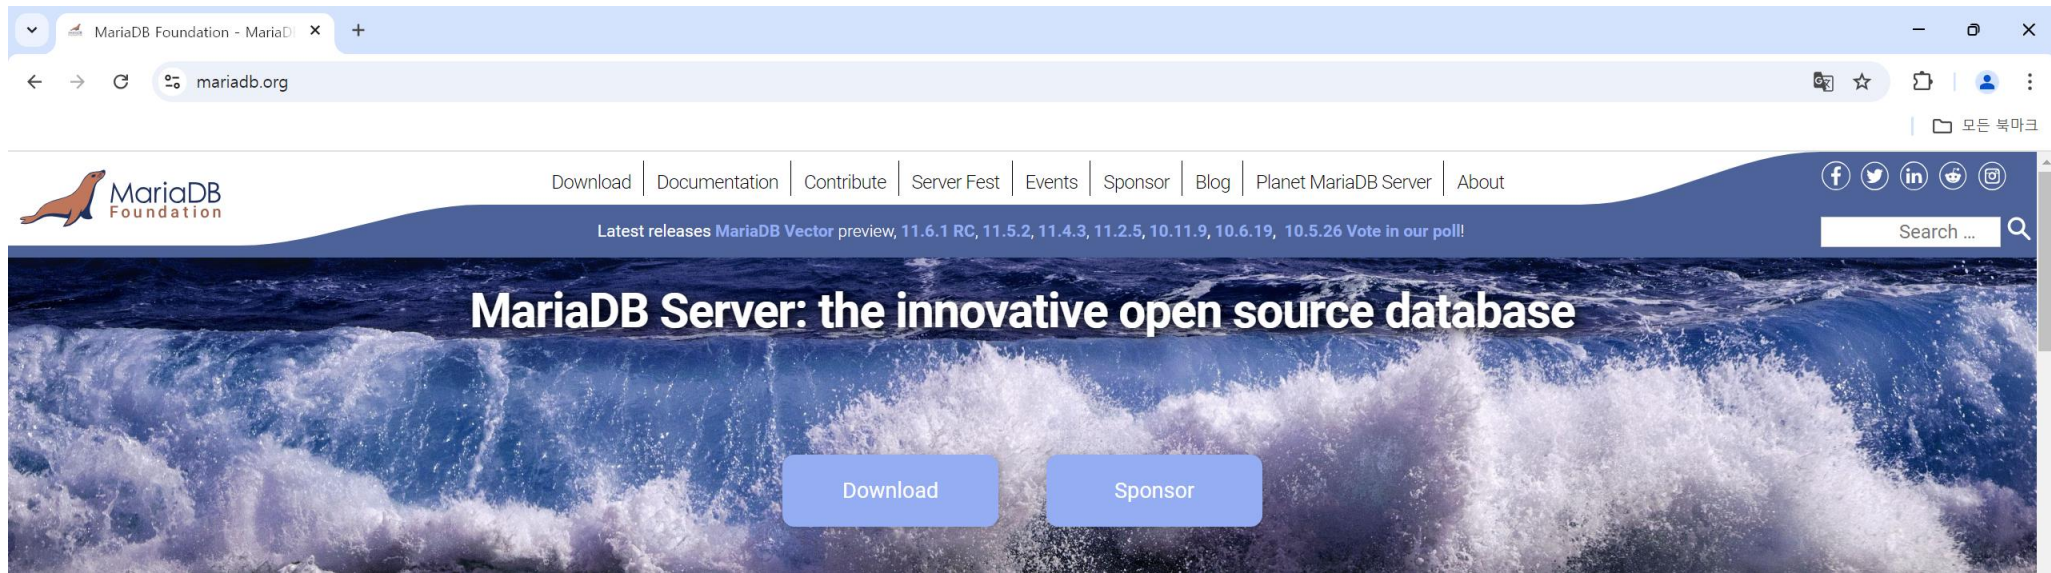 MariaDB Foundation - MariaD
mariadb.org
모든 북마크
MariaDB
Foundation
Download Documentation Contribute Server Fest Events Sponsor Blog Planet MariaDB Server About
Latest releases MariaDB Vector preview, 11.6.1 RC, 11.5.2, 11.4.3, 11.2.5, 10.11.9, 10.6.19, 10.5.26 Vote in our poll!
Search ...
MariaDB Server: the innovative open source database
Download Sponsor